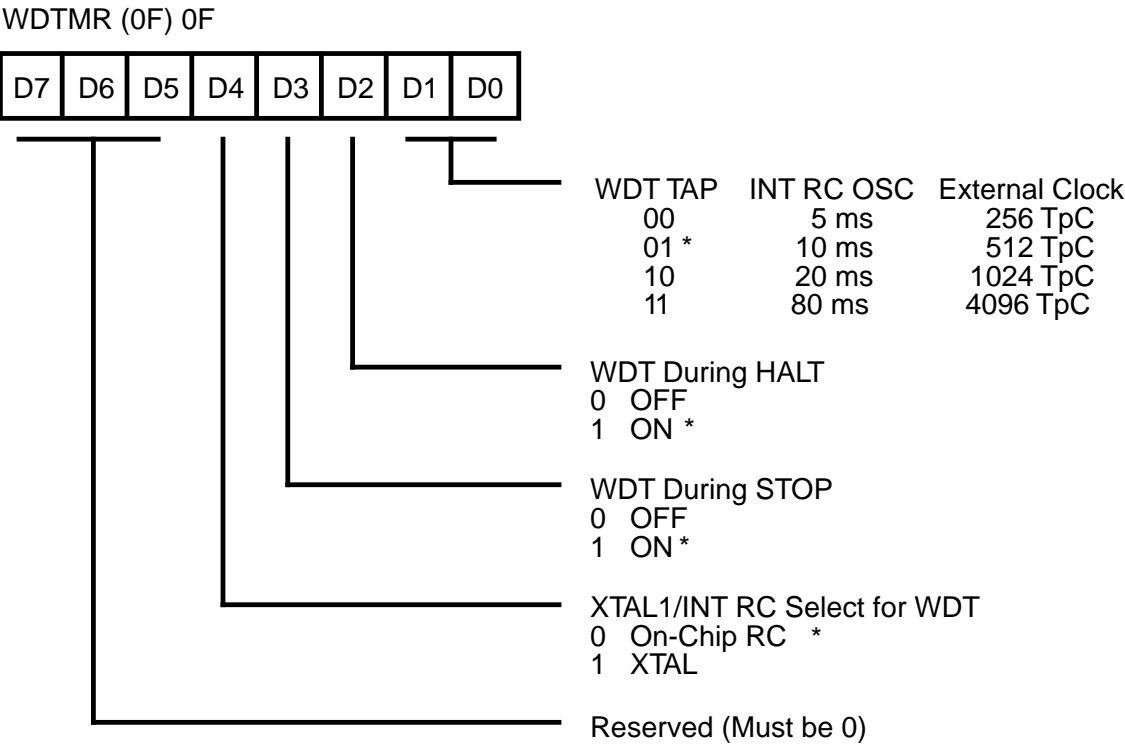 WDTMR (0F) 0F
D7 D6 D5 D4 D3 D2 D1 D0
WDT TAP INT RC OSC External Clock
00 5 ms 256 TpC
01 * 10 ms 512 TpC
10 20 ms 1024 TpC
11 80 ms 4096 TpC
WDT During HALT
0 OFF
1 ON *
WDT During STOP
0 OFF
1 ON *
XTAL1/INT RC Select for WDT
0 On-Chip RC *
1 XTAL
Reserved (Must be 0)